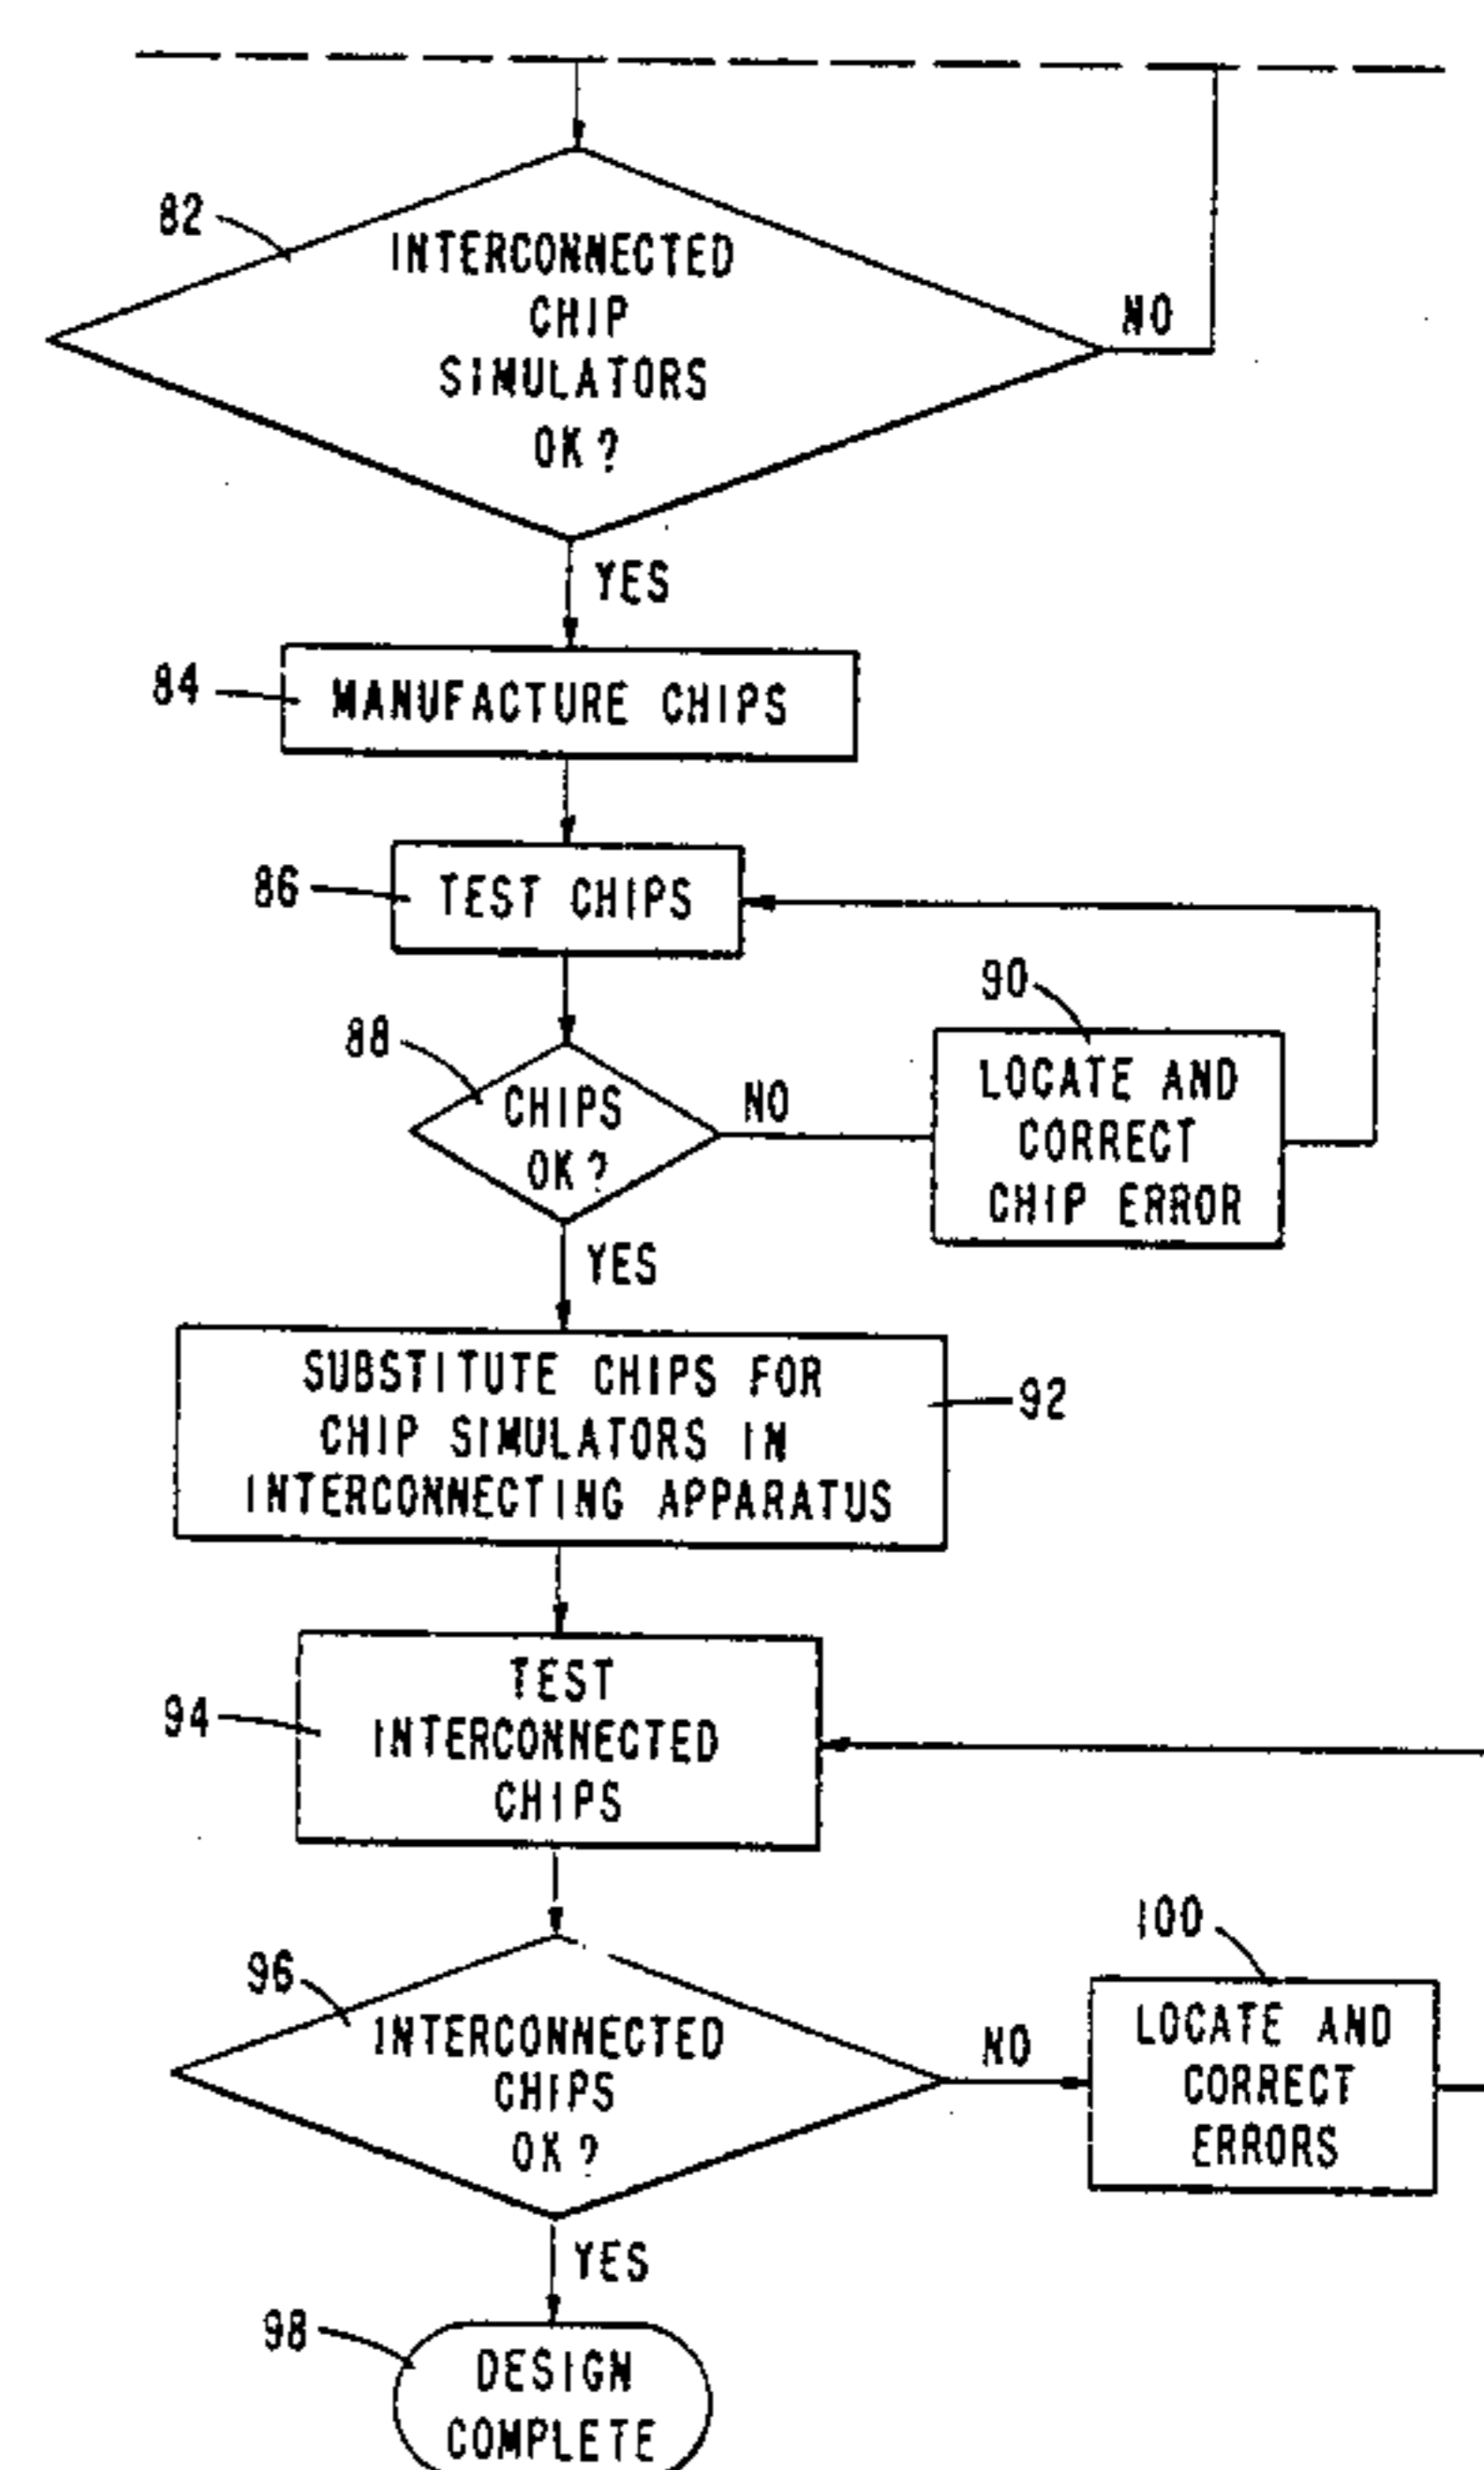 82
INTERCONNECTED
CHIP
SIMULATORS
OK?
NO
YES
84
MANUFACTURE CHIPS
86
TEST CHIPS
88
CHIPS
OK?
NO
90
LOCATE AND
CORRECT
CHIP ERROR
YES
SUBSTITUTE CHIPS FOR
CHIP SIMULATORS IN
INTERCONNECTING APPARATUS
92
94
TEST
INTERCONNECTED
CHIPS
96
INTERCONNECTED
CHIPS
OK?
NO
100
LOCATE AND
CORRECT
ERRORS
YES
98
DESIGN
COMPLETE